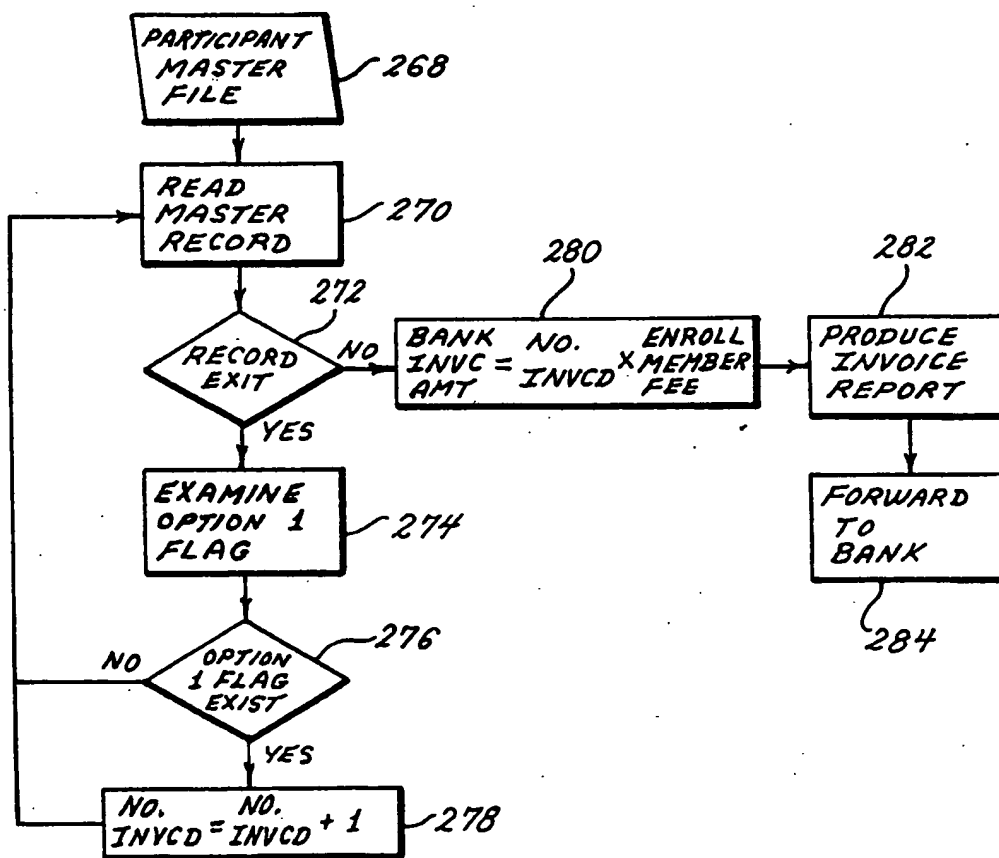 PARTICIPANT
MASTER
FILE
268
READ
MASTER
RECORD
270
272
RECORD
EXIT
NO
YES
280
BANK
INVC
AMT
=
NO.
INVCD
×
ENROLL
MEMBER
FEE
282
PRODUCE
INVOICE
REPORT
EXAMINE
OPTION 1
FLAG
274
FORWARD
TO
BANK
284
276
OPTION
1 FLAG
EXIST
NO
YES
NO.
INVCD
=
NO.
INVCD
+ 1
278